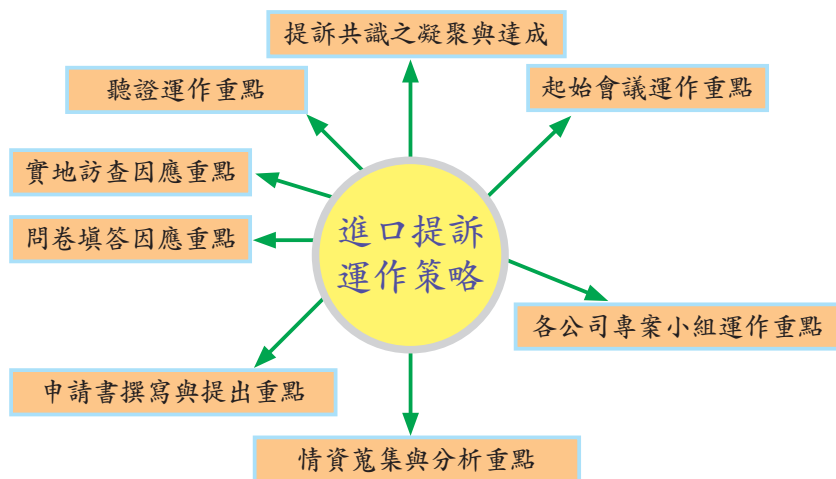 提訴共識之凝聚與達成
起始會議運作重點
聽證運作重點
實地訪查因應重點
問卷填答因應重點
進口提訴
運作策略
各公司專案小組運作重點
申請書撰寫與提出重點
情資蒐集與分析重點